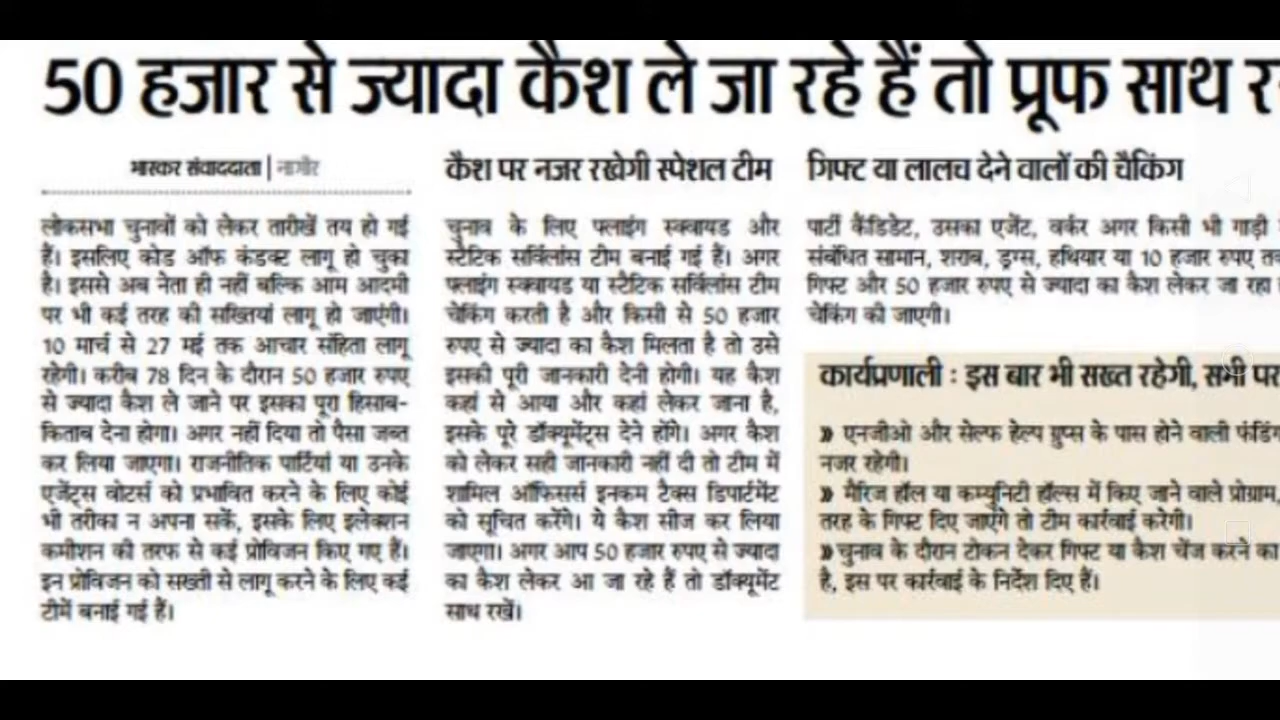 50 हजार से ज्यादा कैश ले जा रहे हैं तो प्रूफ साथ
भास्कर संवाददाता | नागौर
लोकसभा चुनावों को लेकर तारीखें तय हो गई
हैं। इसलिए कोड ऑफ कंडक्ट लागू हो चुका
है। इससे अब नेता ही नहीं बल्कि आम आदमी
पर भी कई तरह की सख्तियां लागू हो जाएंगी।
10 मार्च से 27 मई तक आचार संहिता लागू
रहेगी। करीब 78 दिन के दौरान 50 हजार रुपए
से ज्यादा कैश ले जाने पर इसका पूरा हिसाब-
किताब देना होगा। अगर नहीं दिया तो पैसा जब्त
कर लिया जाएगा। राजनीतिक पार्टियां या उनके
एजेंट्स वोटर्स को प्रभावित करने के लिए कोई
भी तरीका न अपना सकें, इसके लिए इलेक्शन
कमीशन की तरफ से कई प्रोविजन किए गए हैं।
इन प्रोविजन को सख्ती से लागू करने के लिए कई
टीमें बनाई गई हैं।
कैश पर नजर रखेगी स्पेशल टीम
चुनाव के लिए फ्लाइंग स्क्वायड और
स्टैटिक सर्विलांस टीम बनाई गई हैं। अगर
फ्लाइंग स्क्वायड या स्टैटिक सर्विलांस टीम
चेकिंग करती है और किसी से 50 हजार
रुपए से ज्यादा का कैश मिलता है तो उसे
इसकी पूरी जानकारी देनी होगी। यह कैश
कहां से आया और कहां लेकर जाना है,
इसके पूरे डॉक्यूमेंट्स देने होंगे। अगर कैश
को लेकर सही जानकारी नहीं दी तो टीम में
शामिल ऑफिसर्स इनकम टैक्स डिपार्टमेंट
को सूचित करेंगे। ये कैश सीज कर लिया
जाएगा। अगर आप 50 हजार रुपए से ज्यादा
का कैश लेकर आ जा रहे हैं तो डॉक्यूमेंट
साथ रखें।
गिफ्ट या लालच देने वालों की चैकिंग
पार्टी कैंडिडेट, उसका एजेंट, वर्कर अगर किसी भी गाड़ी
संबंधित सामान, शराब, ड्रग्स, हथियार या 10 हजार रुपए
गिफ्ट और 50 हजार रुपए से ज्यादा का कैश लेकर जा रहा
चेकिंग की जाएगी।
कार्यप्रणाली : इस बार भी सख्त रहेगी, सभी पर
» एनजीओ और सेल्फ हेल्प ग्रुप्स के पास होने वाली फंडिंग
नजर रहेगी।
» मैरिज हॉल या कम्युनिटी हॉल्स में किए जाने वाले प्रोग्राम,
तरह के गिफ्ट दिए जाएंगे तो टीम कार्रवाई करेगी।
» चुनाव के दौरान टोकन देकर गिफ्ट या कैश चेंज करने का
है, इस पर कार्रवाई के निर्देश दिए हैं।